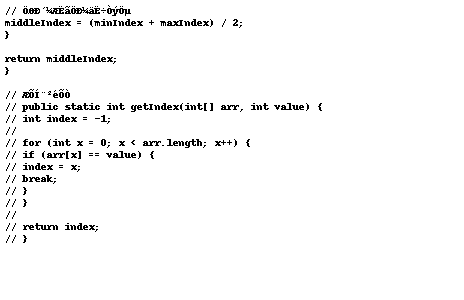 // ÖØÐ´¼ÆËãÖÐ¼äË÷ÒýÖµ
middleIndex = (minIndex + maxIndex) / 2;
}
return middleIndex;
}
// ÆÕÍ¨²éÕÒ
// public static int getIndex(int[] arr, int value) {
// int index = -1;
//
// for (int x = 0; x < arr.length; x++) {
// if (arr[x] == value) {
// index = x;
// break;
// }
// }
//
// return index;
// }